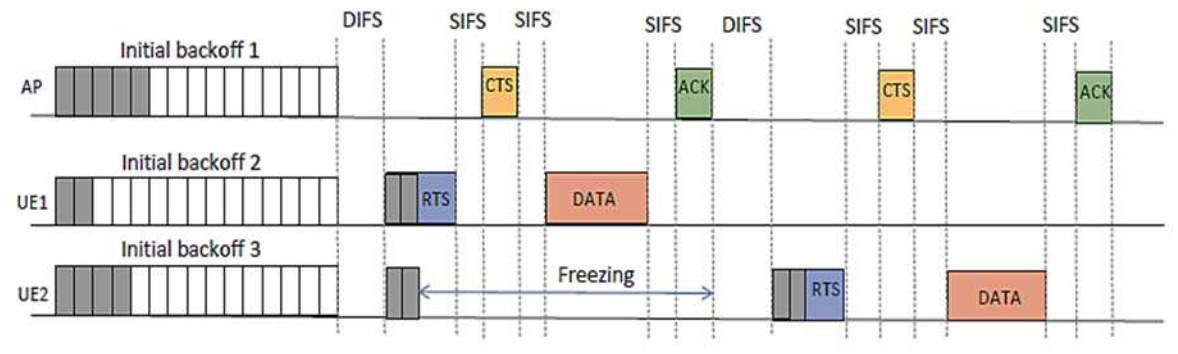 DIFS SIFS SIFS SIFS DIFS SIFS SIFS SIFS
Initial backoff 1
AP CTS ACK CTS ACK
Initial backoff 2
UE1 RTS DATA
Initial backoff 3
Freezing
UE2 RTS DATA